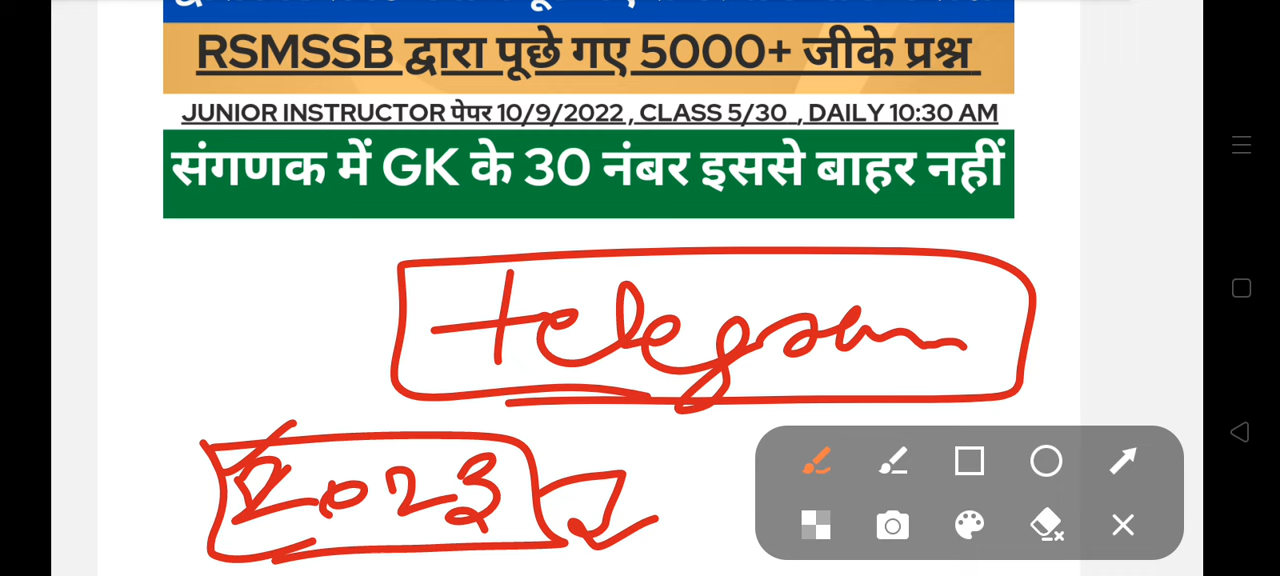 RSMSSB द्वारा पूछे गए 5000+ जीके प्रश्न
JUNIOR INSTRUCTOR पेपर 10/9/2022 , CLASS 5/30 , DAILY 10:30 AM
संगणक में GK के 30 नंबर इससे बाहर नहीं
telegram
2023